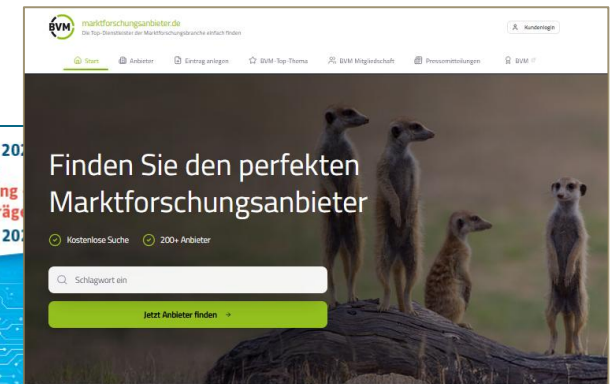 BVM
marktforschungsanbieter.de
Die Top-Dienstleister der Marktforschungsbranche einfach finden
Kundenlogin
Start
Anbieter
Eintrag anlegen
BVM-Top-Thema
BVM Mitgliedschaft
Pressemitteilungen
BVM
Finden Sie den perfekten
Marktforschungsanbieter
Kostenlose Suche
200+ Anbieter
Schlagwort ein
Jetzt Anbieter finden